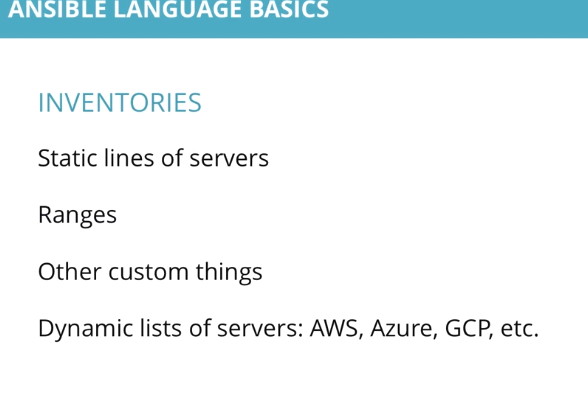 ANSIBLE LANGUAGE BASICS
INVENTORIES
Static lines of servers
Ranges
Other custom things
Dynamic lists of servers: AWS, Azure, GCP, etc.